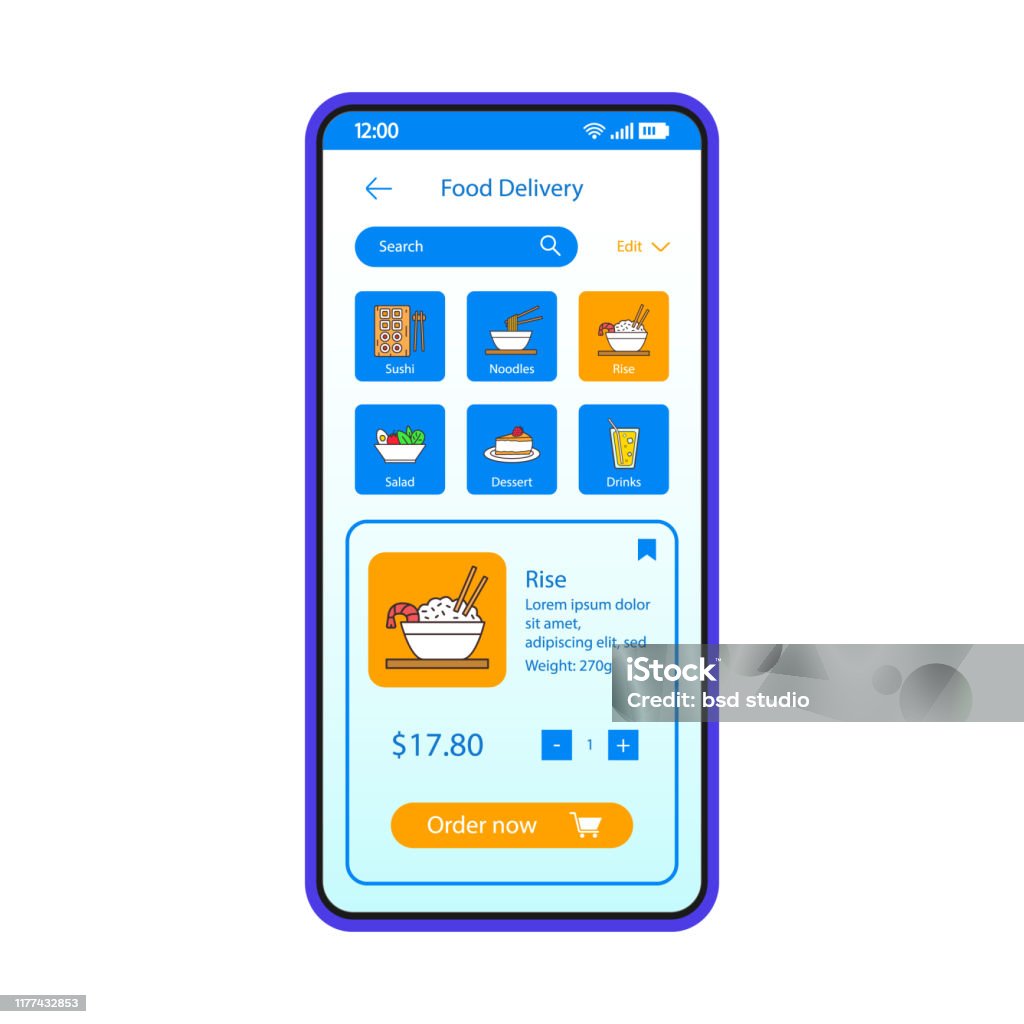 12:00
Food Delivery
Search
Edit
Sushi
Noodles
Rise
Salad
Dessert
Drinks
Rise
Lorem ipsum dolor
sit amet,
adipiscing elit, sed
Weight: 270g
iStock™
Credit: bsd studio
$17.80
- 1 +
Order now
1177432853